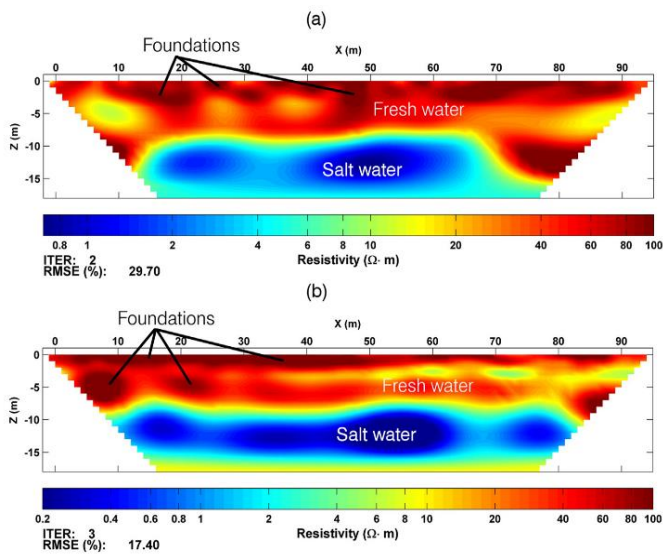 (a)
Foundations
X (m)
0 10 20 30 40 50 60 70 80 90
0
-5
-10
-15
Z (m)
Fresh water
Salt water
0.8 1 2 4 6 8 10 20 40 60 80 100
Resistivity (Ω· m)
ITER: 2
RMSE (%): 29.70
(b)
Foundations
X (m)
0 10 20 30 40 50 60 70 80 90
0
-5
-10
-15
Z (m)
Fresh water
Salt water
0.2 0.4 0.6 0.8 1 2 4 6 8 10 20 40 60 80 100
Resistivity (Ω· m)
ITER: 3
RMSE (%): 17.40